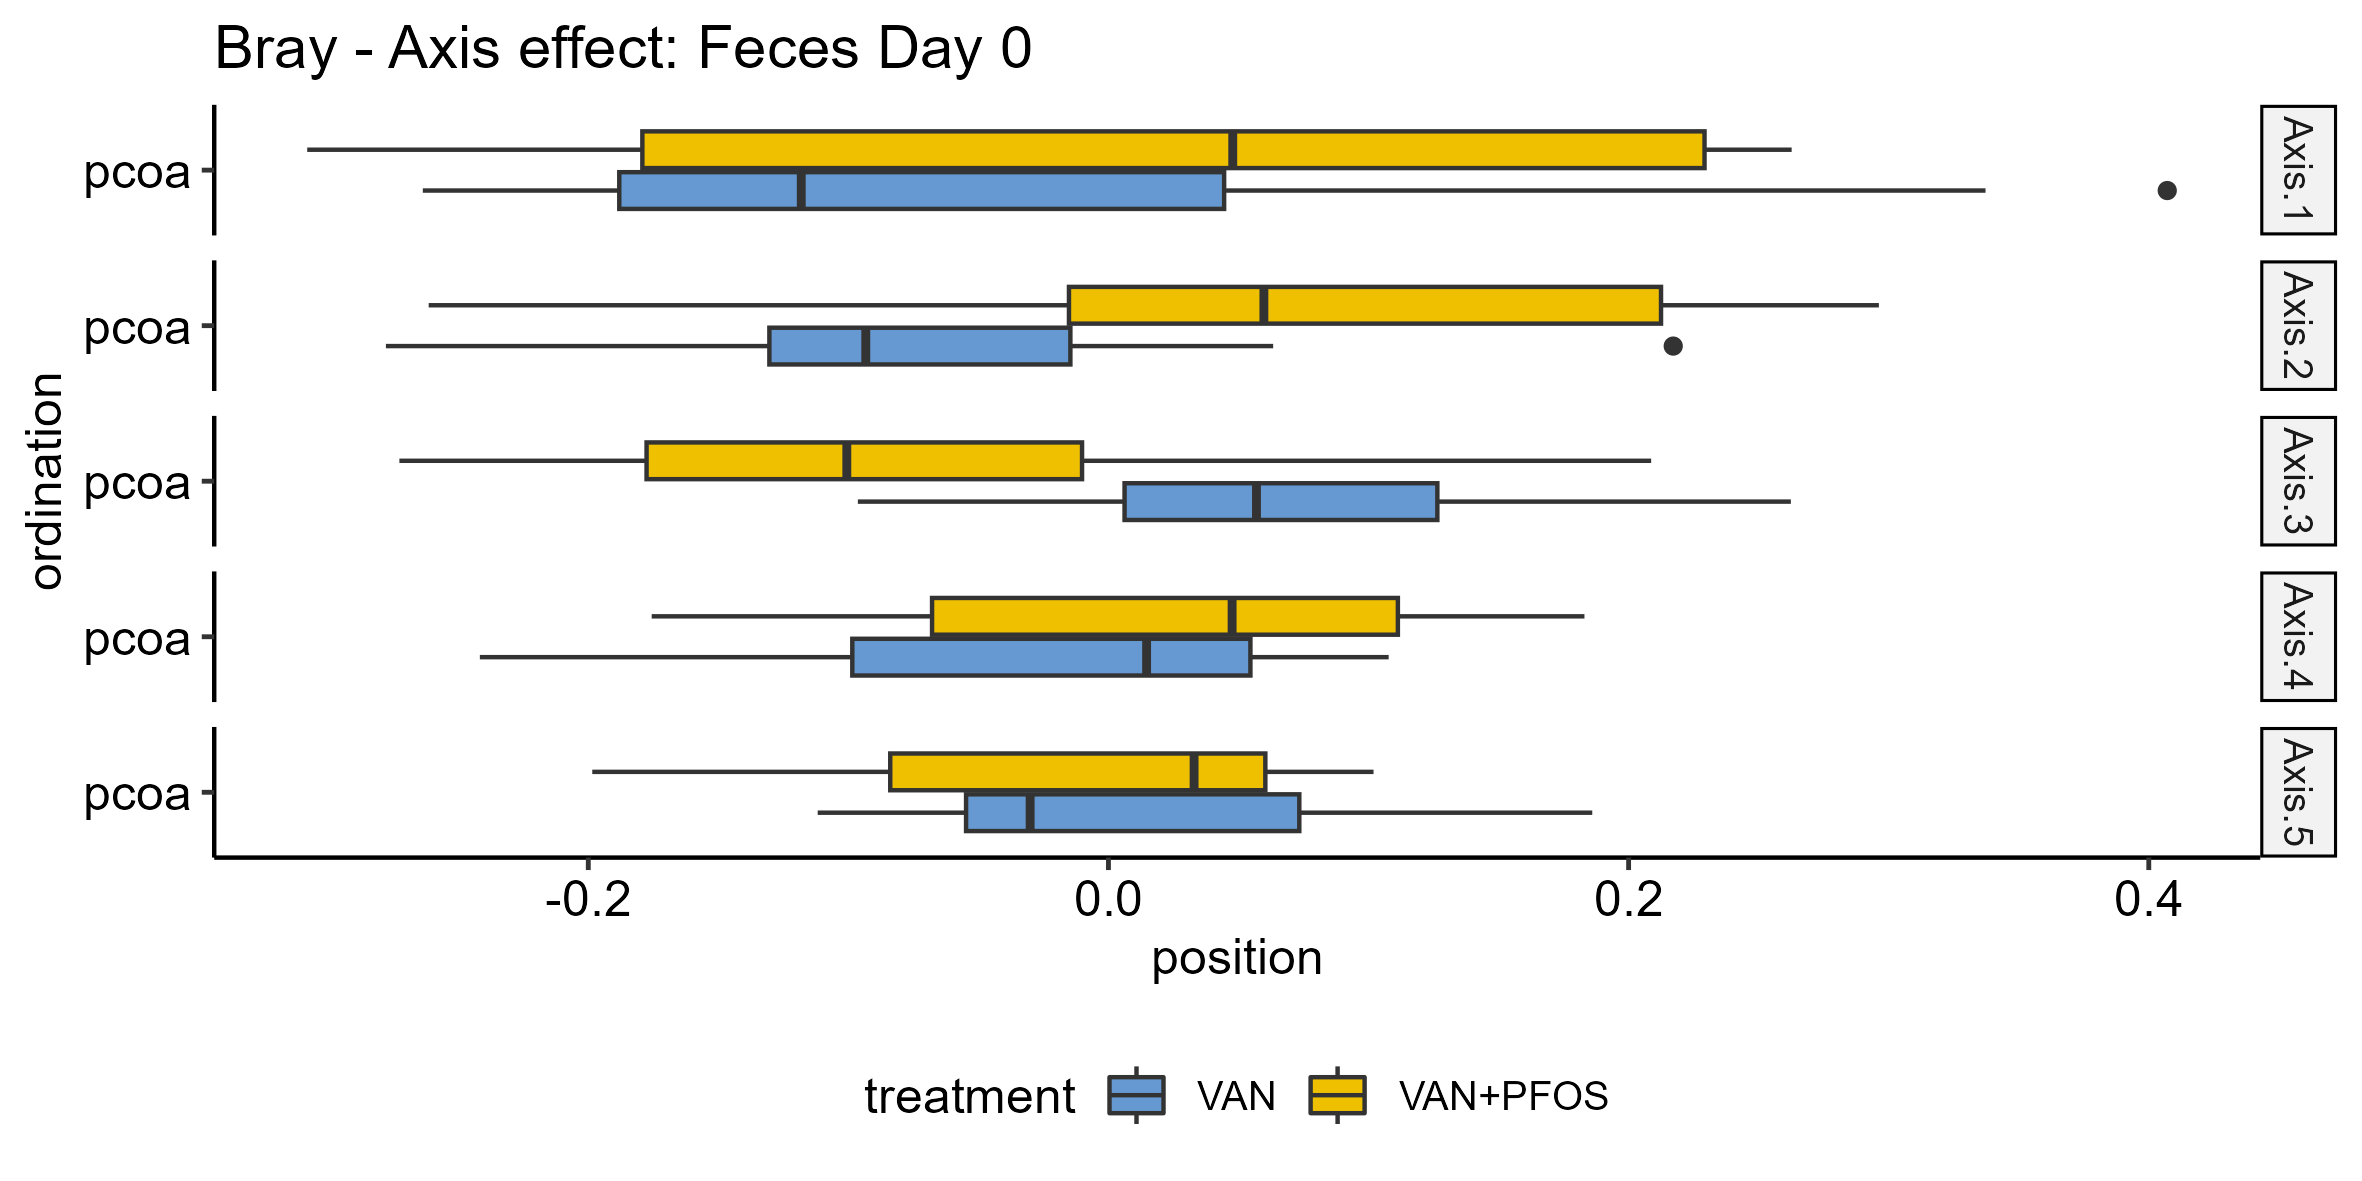 Bray - Axis effect: Feces Day 0
ordination
pcoa
Axis.1
pcoa
Axis.2
pcoa
Axis.3
pcoa
Axis.4
pcoa
Axis.5
-0.2 0.0 0.2 0.4
position
treatment VAN VAN+PFOS